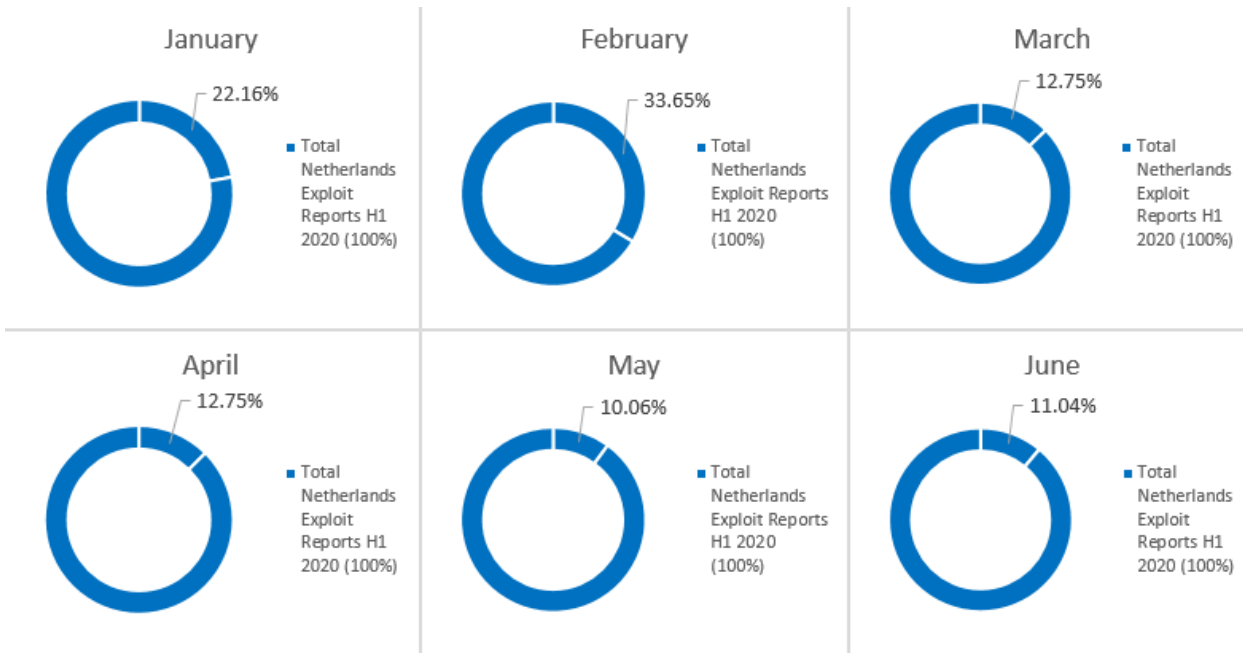 January
22.16%
Total
Netherlands
Exploit
Reports H1
2020 (100%)
February
33.65%
Total
Netherlands
Exploit Reports
H1 2020
(100%)
March
12.75%
Total
Netherlands
Exploit
Reports H1
2020 (100%)
April
12.75%
Total
Netherlands
Exploit
Reports H1
2020 (100%)
May
10.06%
Total
Netherlands
Exploit Reports
H1 2020
(100%)
June
11.04%
Total
Netherlands
Exploit
Reports H1
2020 (100%)